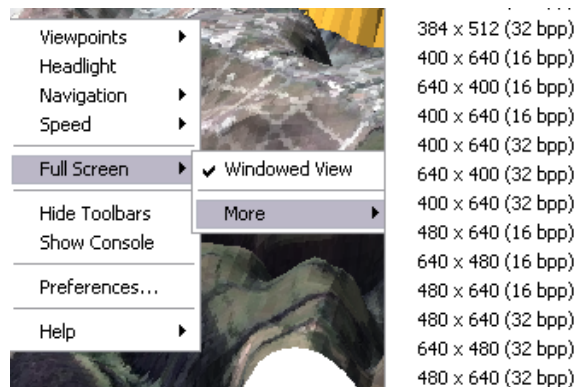 Viewpoints
Headlight
Navigation
Speed
Full Screen
Hide Toolbars
Show Console
Preferences...
Help
Windowed View
More
384 x 512 (32 bpp)
400 x 640 (16 bpp)
640 x 400 (16 bpp)
400 x 640 (16 bpp)
400 x 640 (32 bpp)
640 x 400 (32 bpp)
400 x 640 (32 bpp)
480 x 640 (16 bpp)
640 x 480 (16 bpp)
480 x 640 (16 bpp)
480 x 640 (32 bpp)
640 x 480 (32 bpp)
480 x 640 (32 bpp)